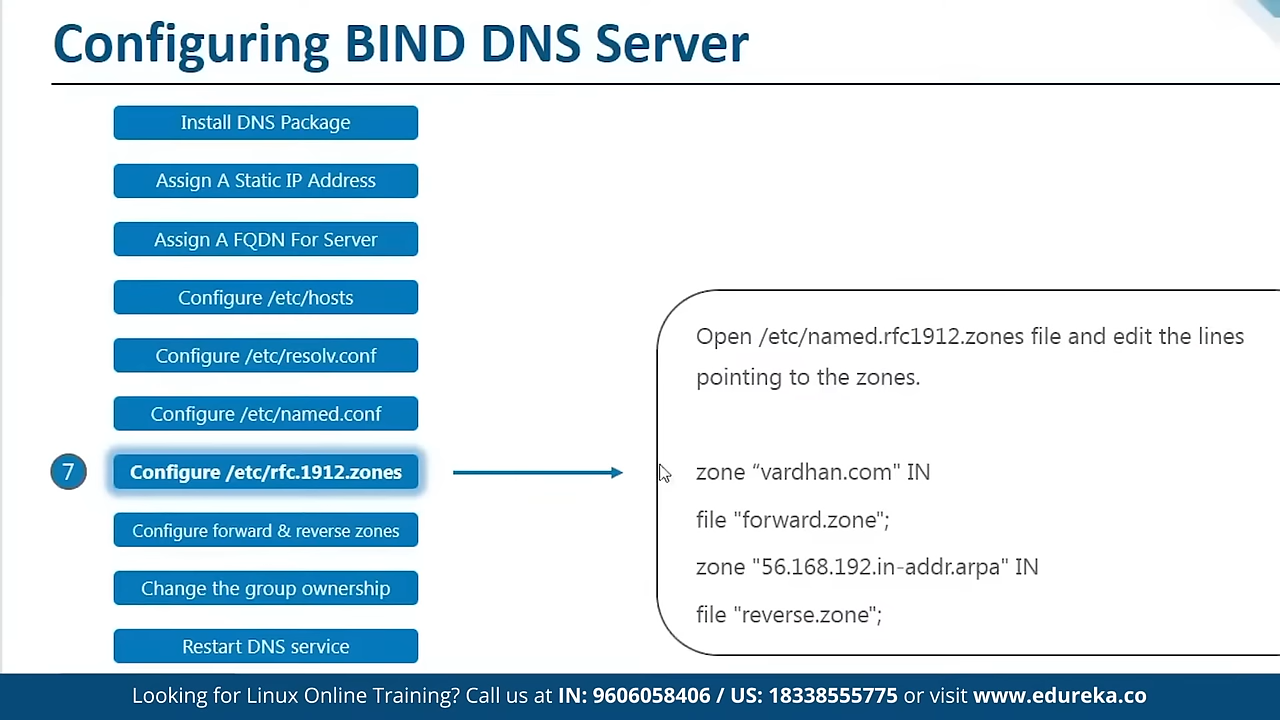 Configuring BIND DNS Server
Install DNS Package
Assign A Static IP Address
Assign A FQDN For Server
Configure /etc/hosts
Configure /etc/resolv.conf
Configure /etc/named.conf
7
Configure /etc/rfc.1912.zones
Configure forward & reverse zones
Change the group ownership
Restart DNS service
Open /etc/named.rfc1912.zones file and edit the lines
pointing to the zones.
zone “vardhan.com" IN
file "forward.zone";
zone "56.168.192.in-addr.arpa" IN
file "reverse.zone";
Looking for Linux Online Training? Call us at IN: 9606058406 / US: 18338555775 or visit www.edureka.co